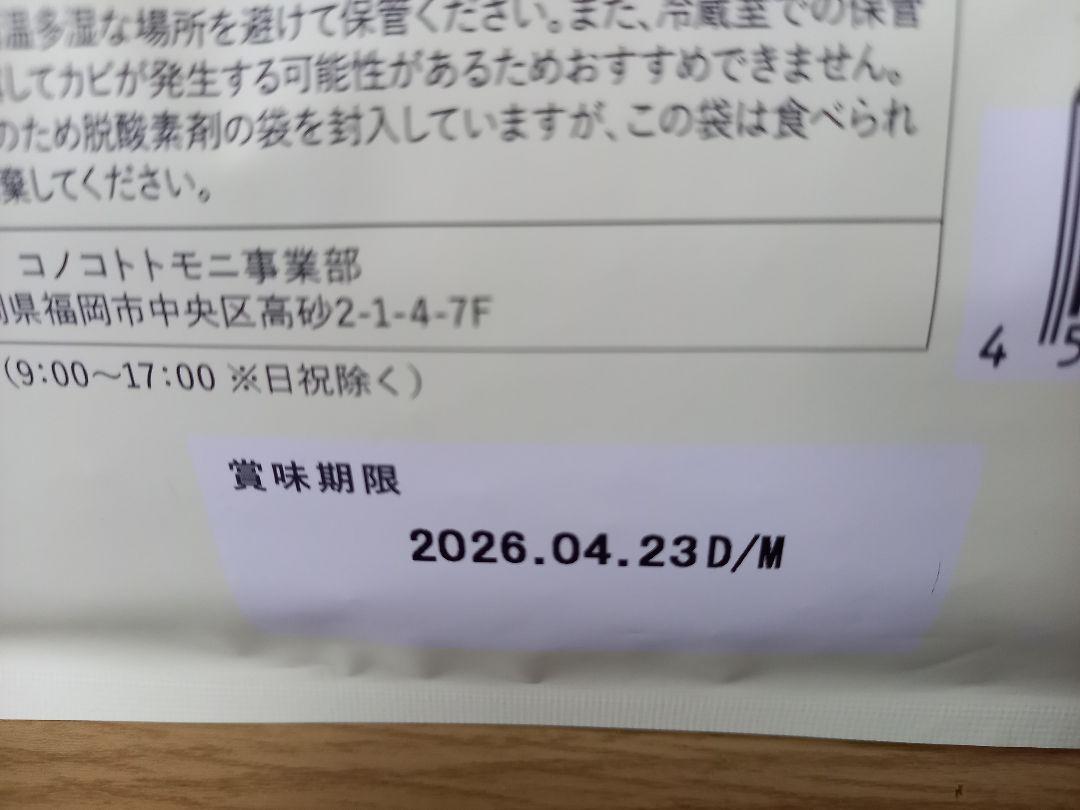 温多湿な場所を避けて保管ください。また、冷蔵室での保管
してカビが発生する可能性があるためおすすめできません。
のため脱酸素剤の袋を封入していますが、この袋は食べられ
棄してください。
コノコトトモニ事業部
県福岡市中央区高砂2-1-4-7F
(9:00～17:00 ※日祝除く)
4 5
賞味期限
2026.04.23D/M